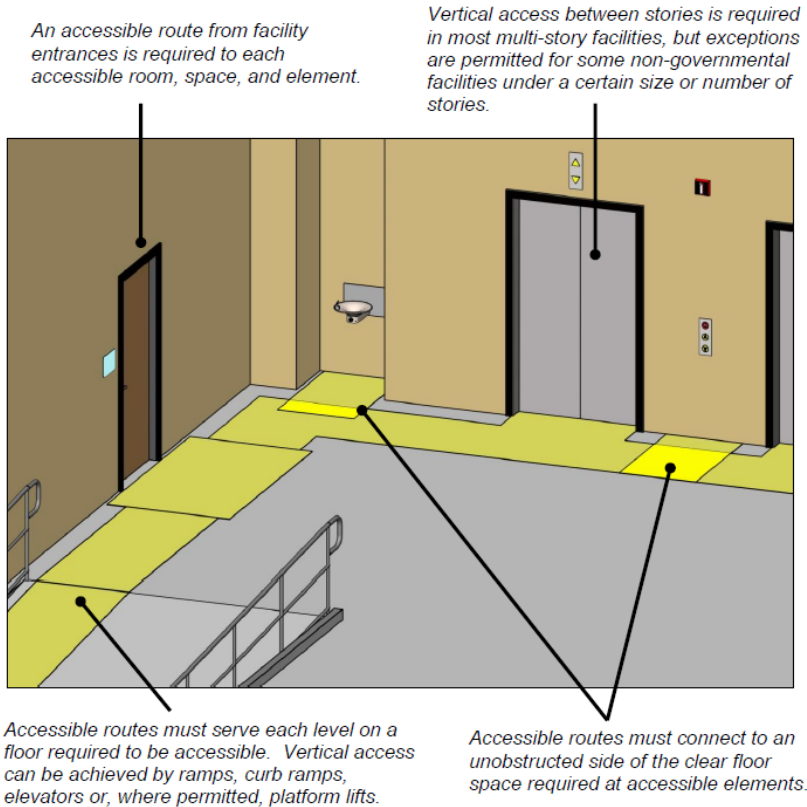 An accessible route from facility
entrances is required to each
accessible room, space, and element.
Vertical access between stories is required
in most multi-story facilities, but exceptions
are permitted for some non-governmental
facilities under a certain size or number of
stories.
Accessible routes must serve each level on a
floor required to be accessible.  Vertical access
can be achieved by ramps, curb ramps,
elevators or, where permitted, platform lifts.
Accessible routes must connect to an
unobstructed side of the clear floor
space required at accessible elements.